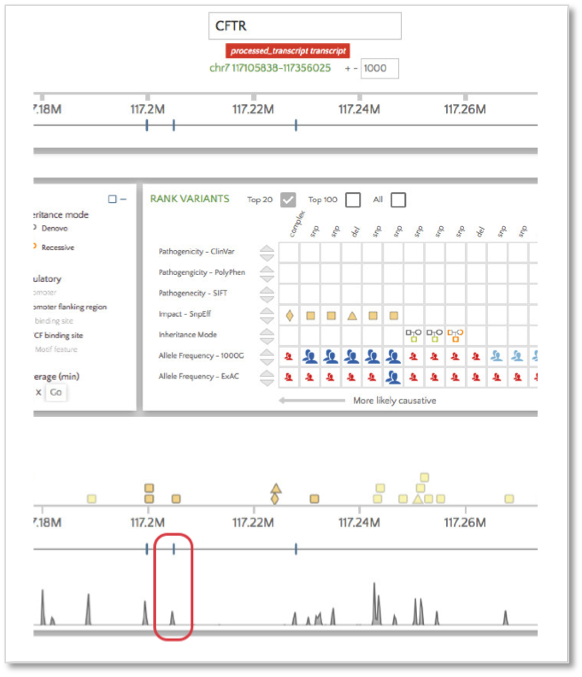 CFTR
processed_transcript transcript
chr7 117105838-117356025 + - 1000
7.18M 117.2M 117.22M 117.24M 117.26M
eritance mode
Denovo
Recessive
ulatory
omoter
omoter flanking region
binding site
CF binding site
Motif feature
erage (min)
x Go
RANK VARIANTS Top 20 Top 100 All
complex snp snp del snp snp snp snp snp del snp snp
Pathogenicity - ClinVar
Pathogengicity - PolyPhen
Pathogenecity - SIFT
Impact - SnpEff
Inheritance Mode
Allele Frequency - 1000G
Allele Frequency - ExAC
More likely causative
7.18M 117.2M 117.22M 117.24M 117.26M